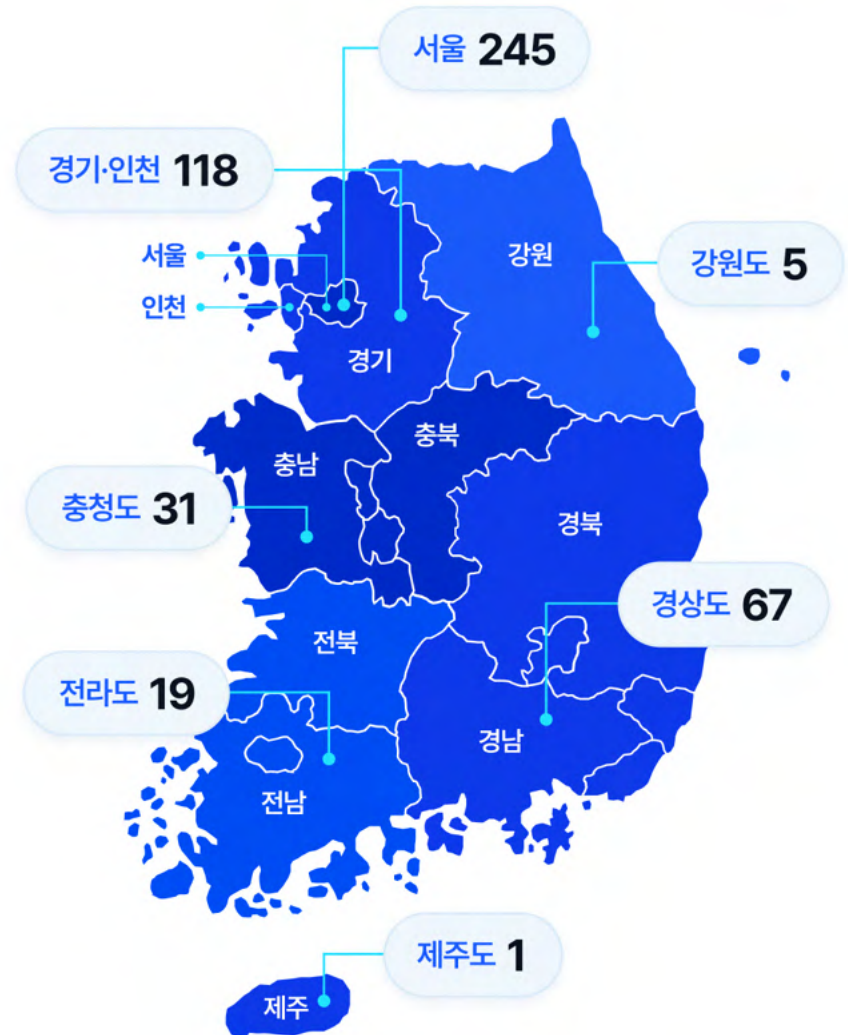 서울 245
경기·인천 118
서울
인천
강원
강원도 5
경기
충북
충남
충청도 31
경북
경상도 67
전북
전라도 19
경남
전남
제주도 1
제주